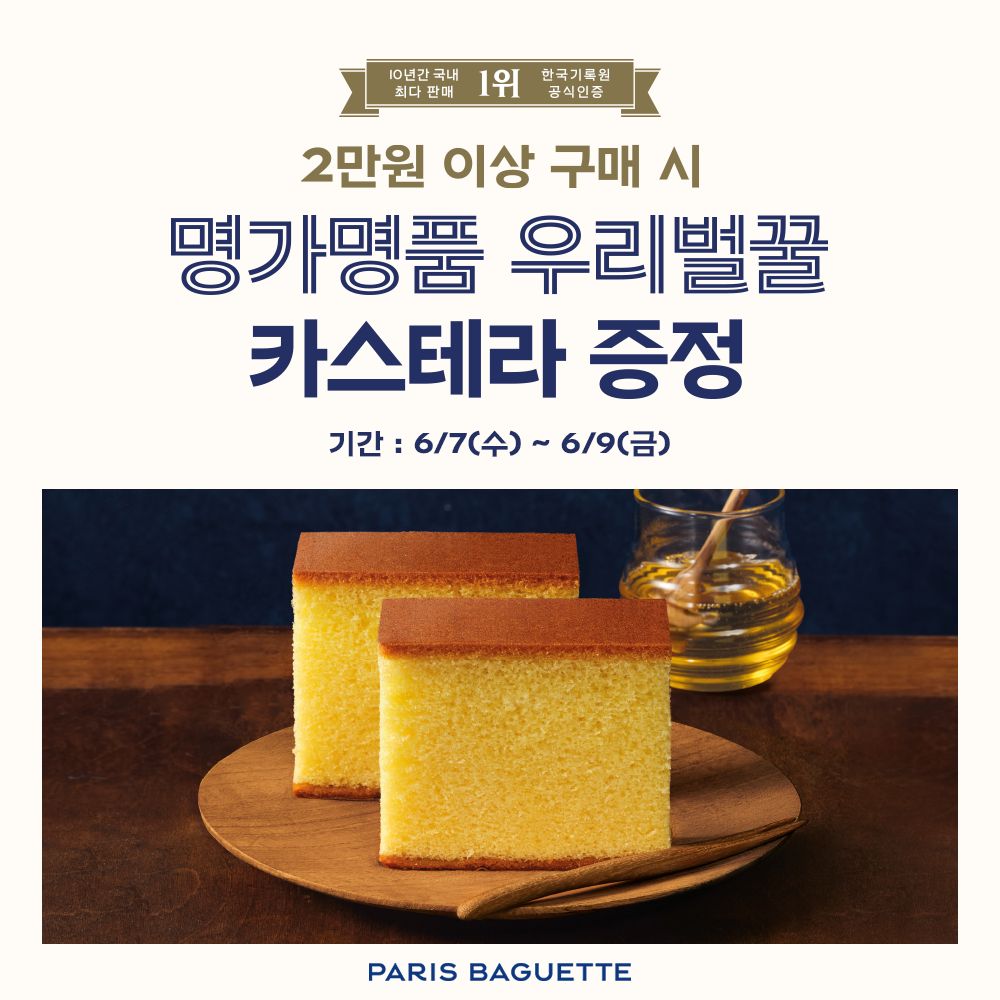 10년간 국내
최다 판매
1위
한국기록원
공식인증
2만원 이상 구매 시
명가명품 우리벌꿀
카스테라 증정
기간 : 6/7(수) ~ 6/9(금)
PARIS BAGUETTE